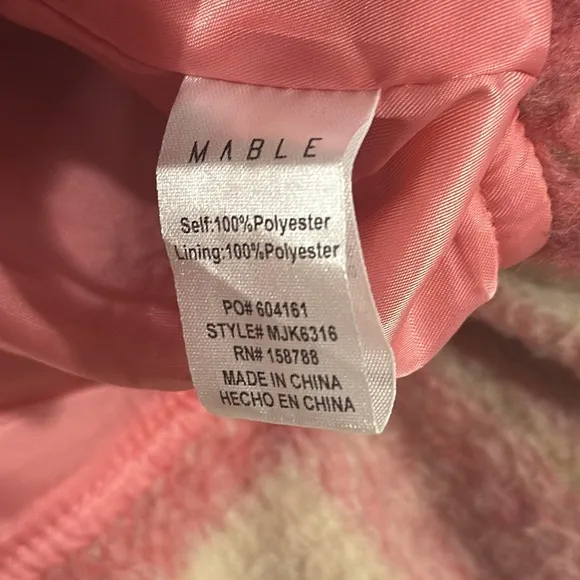 MABLE
Self:100%Polyester
Lining:100%Polyester
PO# 604161
STYLE# MJK6316
RN# 158788
MADE IN CHINA
HECHO EN CHINA